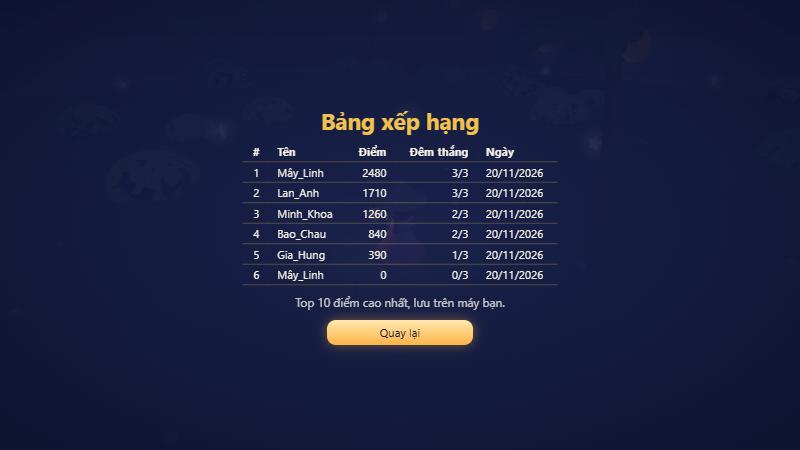 Bảng xếp hạng
# Tên Điểm Đêm thắng Ngày
1 Mây_Linh 2480 3/3 20/11/2026
2 Lan_Anh 1710 3/3 20/11/2026
3 Minh_Khoa 1260 2/3 20/11/2026
4 Bao_Chau 840 2/3 20/11/2026
5 Gia_Hung 390 1/3 20/11/2026
6 Mây_Linh 0 0/3 20/11/2026
Top 10 điểm cao nhất, lưu trên máy bạn.
Quay lại